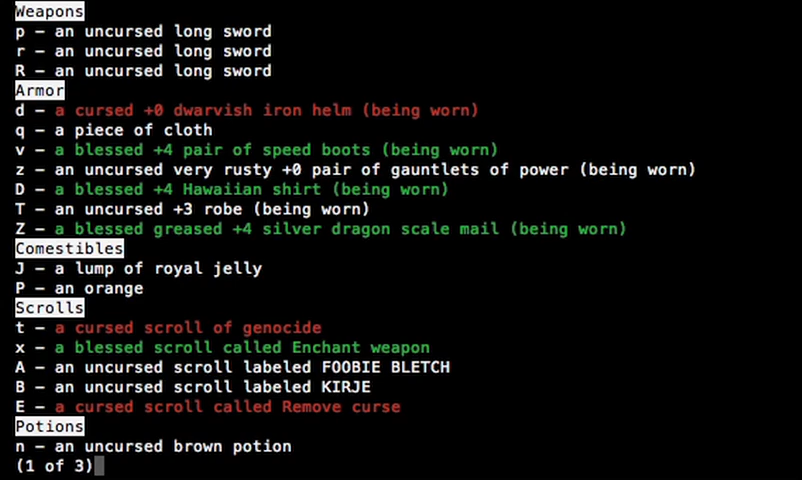 Weapons
p – an uncursed long sword
r – an uncursed long sword
R – an uncursed long sword
Armor
d – a cursed +0 dwarvish iron helm (being worn)
q – a piece of cloth
v – a blessed +4 pair of speed boots (being worn)
z – an uncursed very rusty +0 pair of gauntlets of power (being worn)
D – a blessed +4 Hawaiian shirt (being worn)
T – an uncursed +3 robe (being worn)
Z – a blessed greased +4 silver dragon scale mail (being worn)
Comestibles
J – a lump of royal jelly
P – an orange
Scrolls
t – a cursed scroll of genocide
x – a blessed scroll called Enchant weapon
A – an uncursed scroll labeled FOOBIE BLETCH
B – an uncursed scroll labeled KIRJE
E – a cursed scroll called Remove curse
Potions
n – an uncursed brown potion
(1 of 3)